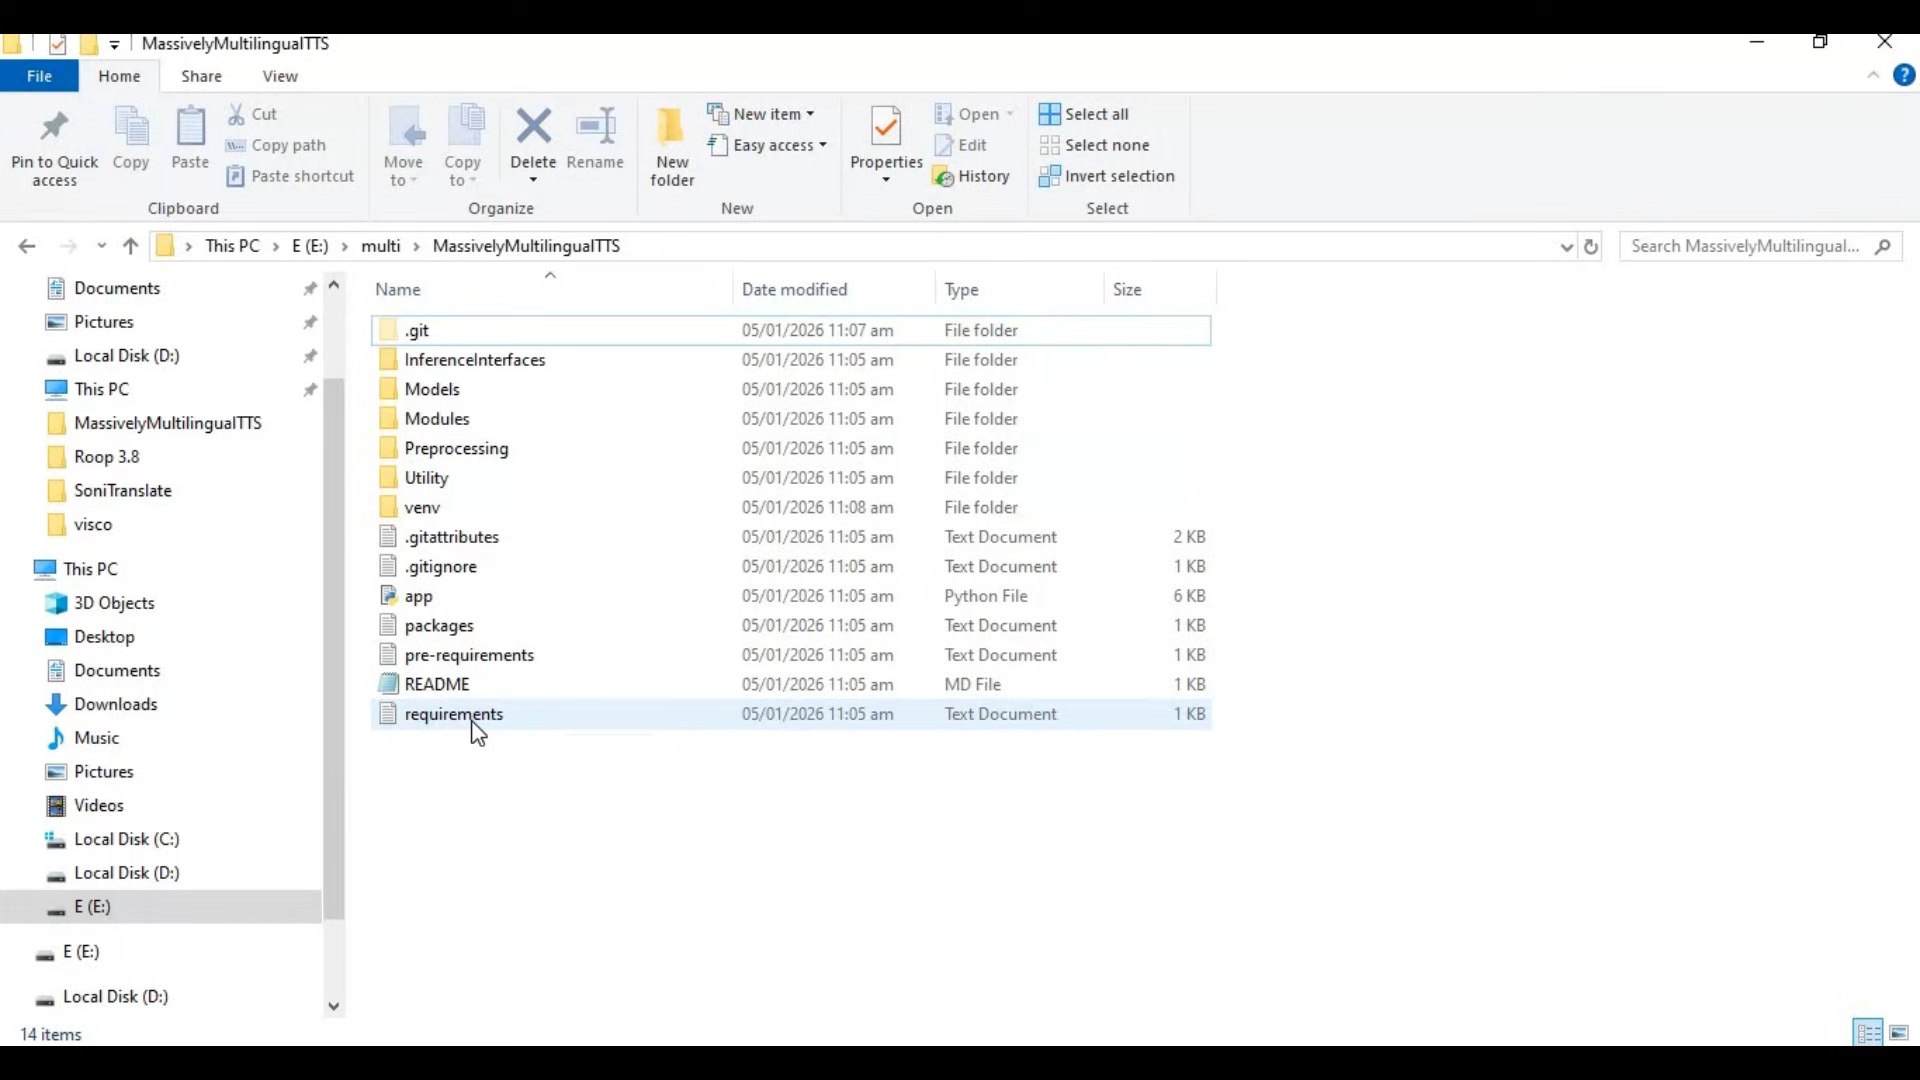 MassivelyMultilingualTTS
File Home Share View
Pin to Quick access
Copy
Paste
Cut
Copy path
Paste shortcut
Clipboard
Move to
Copy to
Delete
Rename
Organize
New folder
New item
Easy access
New
Properties
Open
Edit
History
Open
Select all
Select none
Invert selection
Select
This PC > E (E:) > multi > MassivelyMultilingualTTS
Search MassivelyMultilingual...
Documents
Pictures
Local Disk (D:)
This PC
MassivelyMultilingualTTS
Roop 3.8
SoniTranslate
visco
This PC
3D Objects
Desktop
Documents
Downloads
Music
Pictures
Videos
Local Disk (C:)
Local Disk (D:)
E (E:)
E (E:)
Local Disk (D:)
Name Date modified Type Size
.git 05/01/2026 11:07 am File folder
InferenceInterfaces 05/01/2026 11:05 am File folder
Models 05/01/2026 11:05 am File folder
Modules 05/01/2026 11:05 am File folder
Preprocessing 05/01/2026 11:05 am File folder
Utility 05/01/2026 11:05 am File folder
venv 05/01/2026 11:08 am File folder
.gitattributes 05/01/2026 11:05 am Text Document 2 KB
.gitignore 05/01/2026 11:05 am Text Document 1 KB
app 05/01/2026 11:05 am Python File 6 KB
packages 05/01/2026 11:05 am Text Document 1 KB
pre-requirements 05/01/2026 11:05 am Text Document 1 KB
README 05/01/2026 11:05 am MD File 1 KB
requirements 05/01/2026 11:05 am Text Document 1 KB
14 items